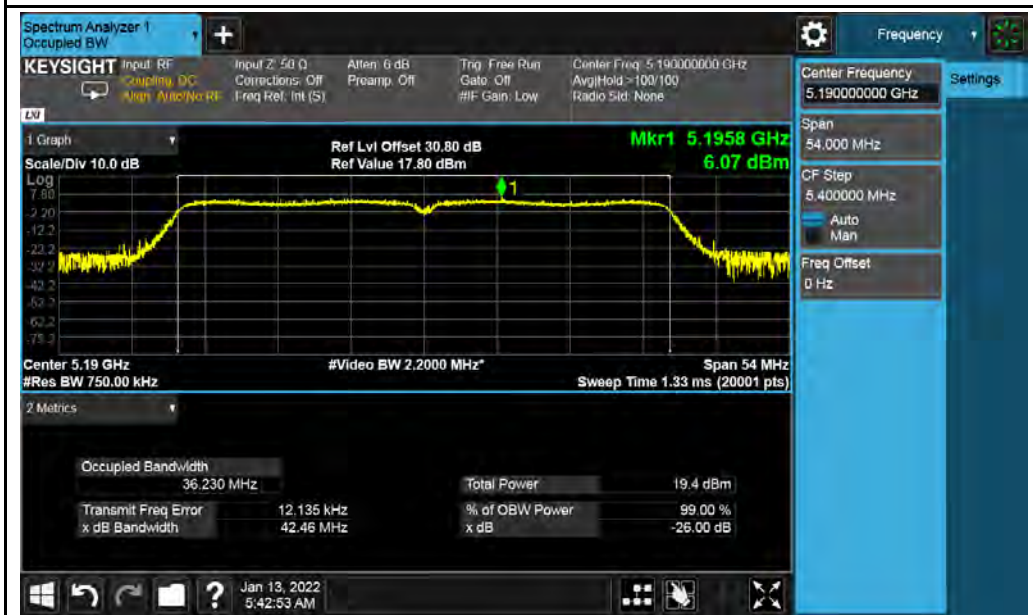 Spectrum Analyzer 1
Occupied BW
Frequency
KEYSIGHT
Input: RF
Coupling: DC
Align: Auto/No RF
Input Z: 50 Ω
Corrections: Off
Freq Ref: Int (S)
Atten: 6 dB
Preamp: Off
Trig: Free Run
Gate: Off
#IF Gain: Low
Center Freq: 5.190000000 GHz
Avg|Hold >100/100
Radio Std: None
LXI
Center Frequency
5.190000000 GHz
Settings
Span
54.000 MHz
CF Step
5.400000 MHz
Auto
Man
Freq Offset
0 Hz
1 Graph
Scale/Div 10.0 dB
Ref Lvl Offset 30.80 dB
Ref Value 17.80 dBm
Mkr1 5.1958 GHz
6.07 dBm
Log
7.80
-2.20
-12.2
-22.2
-32.2
-42.2
-52.2
-62.2
1
Center 5.19 GHz
#Video BW 2.2000 MHz*
Span 54 MHz
#Res BW 750.00 kHz
Sweep Time 1.33 ms (20001 pts)
2 Metrics
Occupied Bandwidth
36.230 MHz
Total Power 19.4 dBm
Transmit Freq Error 12.135 kHz
% of OBW Power 99.00 %
x dB Bandwidth 42.46 MHz
x dB -26.00 dB
?
Jan 13, 2022
5:42:53 AM